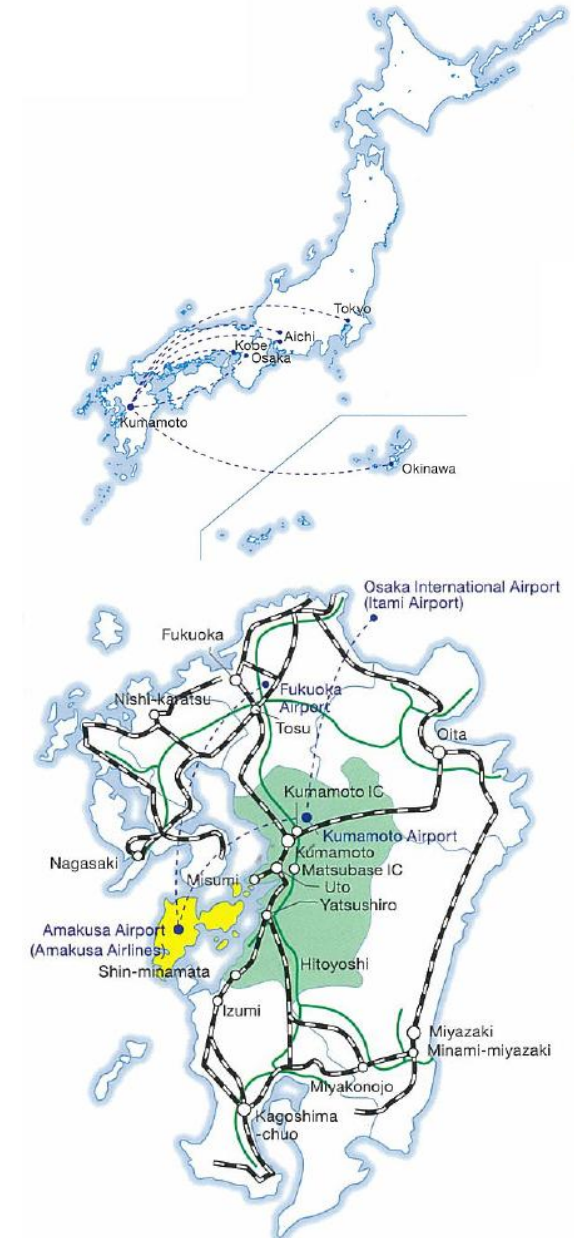 Tokyo
Aichi
Kobe
Osaka
Kumamoto
Okinawa
Osaka International Airport
(Itami Airport)
Fukuoka
Nishi-karatsu
Fukuoka
Airport
Tosu
Oita
Kumamoto IC
Kumamoto Airport
Kumamoto
Nagasaki
Misumi
Matsubase IC
Uto
Yatsushiro
Amakusa Airport
(Amakusa Airlines)
Shin-minamata
Hitoyoshi
Izumi
Miyazaki
Minami-miyazaki
Miyakonojo
Kagoshima
-chuo